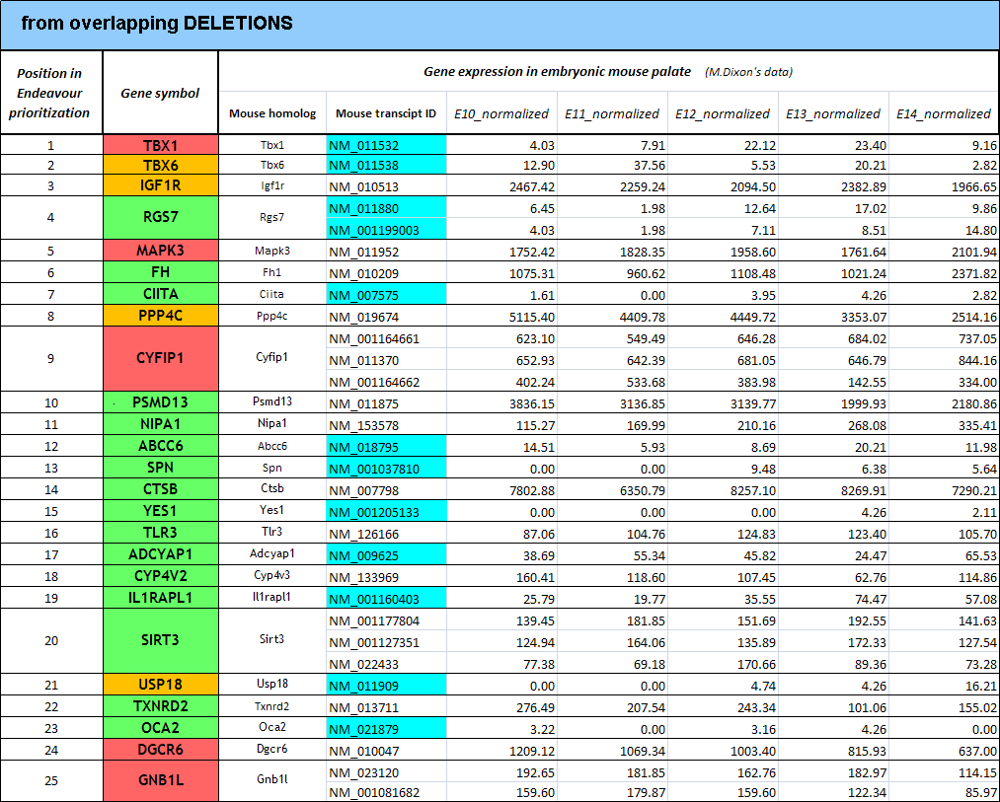 from overlapping DELETIONS
Position in Endeavour prioritization Gene symbol Gene expression in embryonic mouse palate (M.Dixon's data)
Mouse homolog Mouse transcipt ID E10_normalized E11_normalized E12_normalized E13_normalized E14_normalized
1 TBX1 Tbx1 NM_011532 4.03 7.91 22.12 23.40 9.16
2 TBX6 Tbx6 NM_011538 12.90 37.56 5.53 20.21 2.82
3 IGF1R Igf1r NM_010513 2467.42 2259.24 2094.50 2382.89 1966.65
4 RGS7 Rgs7 NM_011880 6.45 1.98 12.64 17.02 9.86
NM_001199003 4.03 1.98 7.11 8.51 14.80
5 MAPK3 Mapk3 NM_011952 1752.42 1828.35 1958.60 1761.64 2101.94
6 FH Fh1 NM_010209 1075.31 960.62 1108.48 1021.24 2371.82
7 CIITA Ciita NM_007575 1.61 0.00 3.95 4.26 2.82
8 PPP4C Ppp4c NM_019674 5115.40 4409.78 4449.72 3353.07 2514.16
9 CYFIP1 Cyfip1 NM_001164661 623.10 549.49 646.28 684.02 737.05
NM_011370 652.93 642.39 681.05 646.79 844.16
NM_001164662 402.24 533.68 383.98 142.55 334.00
10 PSMD13 Psmd13 NM_011875 3836.15 3136.85 3139.77 1999.93 2180.86
11 NIPA1 Nipa1 NM_153578 115.27 169.99 210.16 268.08 335.41
12 ABCC6 Abcc6 NM_018795 14.51 5.93 8.69 20.21 11.98
13 SPN Spn NM_001037810 0.00 0.00 9.48 6.38 5.64
14 CTSB Ctsb NM_007798 7802.88 6350.79 8257.10 8269.91 7290.21
15 YES1 Yes1 NM_001205133 0.00 0.00 0.00 4.26 2.11
16 TLR3 Tlr3 NM_126166 87.06 104.76 124.83 123.40 105.70
17 ADCYAP1 Adcyap1 NM_009625 38.69 55.34 45.82 24.47 65.53
18 CYP4V2 Cyp4v3 NM_133969 160.41 118.60 107.45 62.76 114.86
19 IL1RAPL1 Il1rapl1 NM_001160403 25.79 19.77 35.55 74.47 57.08
20 SIRT3 Sirt3 NM_001177804 139.45 181.85 151.69 192.55 141.63
NM_001127351 124.94 164.06 135.89 172.33 127.54
NM_022433 77.38 69.18 170.66 89.36 73.28
21 USP18 Usp18 NM_011909 0.00 0.00 4.74 4.26 16.21
22 TXNRD2 Txnrd2 NM_013711 276.49 207.54 243.34 101.06 155.02
23 OCA2 Oca2 NM_021879 3.22 0.00 3.16 4.26 0.00
24 DGCR6 Dgcr6 NM_010047 1209.12 1069.34 1003.40 815.93 637.00
25 GNB1L Gnb1l NM_023120 192.65 181.85 162.76 182.97 114.15
NM_001081682 159.60 179.87 159.60 122.34 85.97